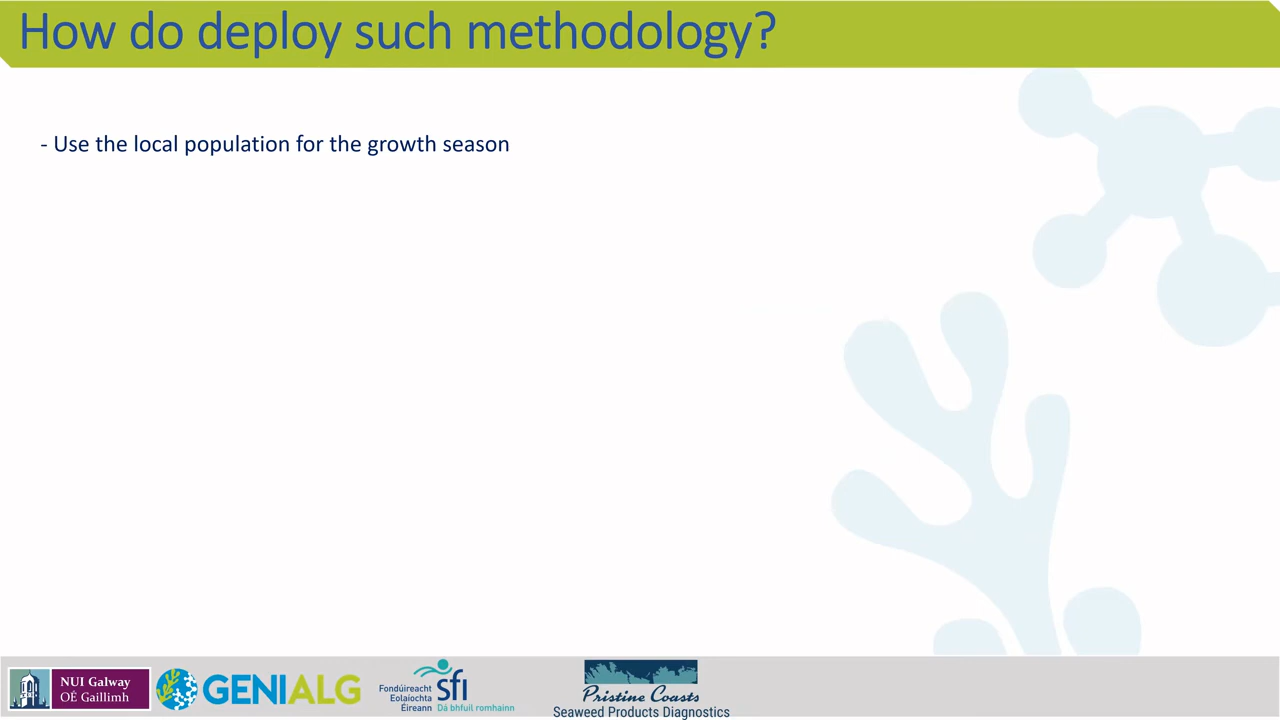 How do deploy such methodology?
- Use the local population for the growth season
NUI Galway
OÉ Gaillimh
GENIALG
Fondúireacht
Eolaíochta
Éireann
sfi
Dá bhfuil romhainn
Pristine Coasts
Seaweed Products Diagnostics